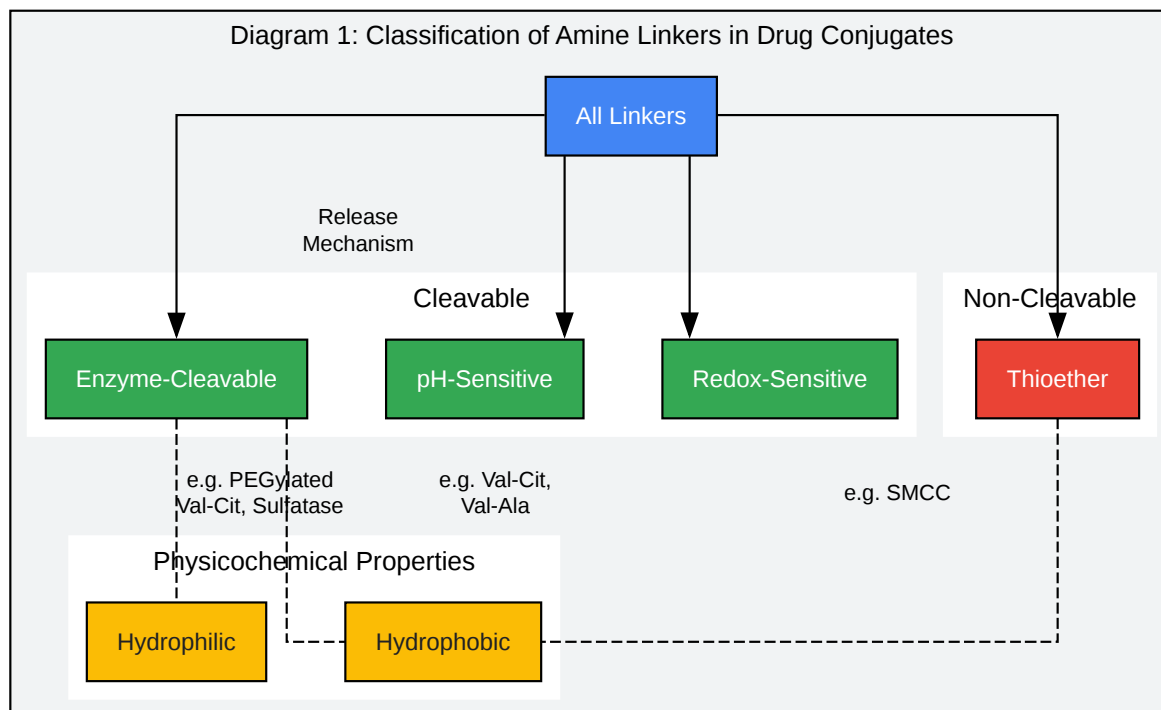 Diagram 1: Classification of Amine Linkers in Drug Conjugates
All Linkers
Release
Mechanism
Cleavable
Non-Cleavable
Enzyme-Cleavable
pH-Sensitive
Redox-Sensitive
Thioether
e.g. PEGylated
Val-Cit, Sulfatase
e.g. Val-Cit,
Val-Ala
e.g. SMCC
Physicochemical Properties
Hydrophilic
Hydrophobic